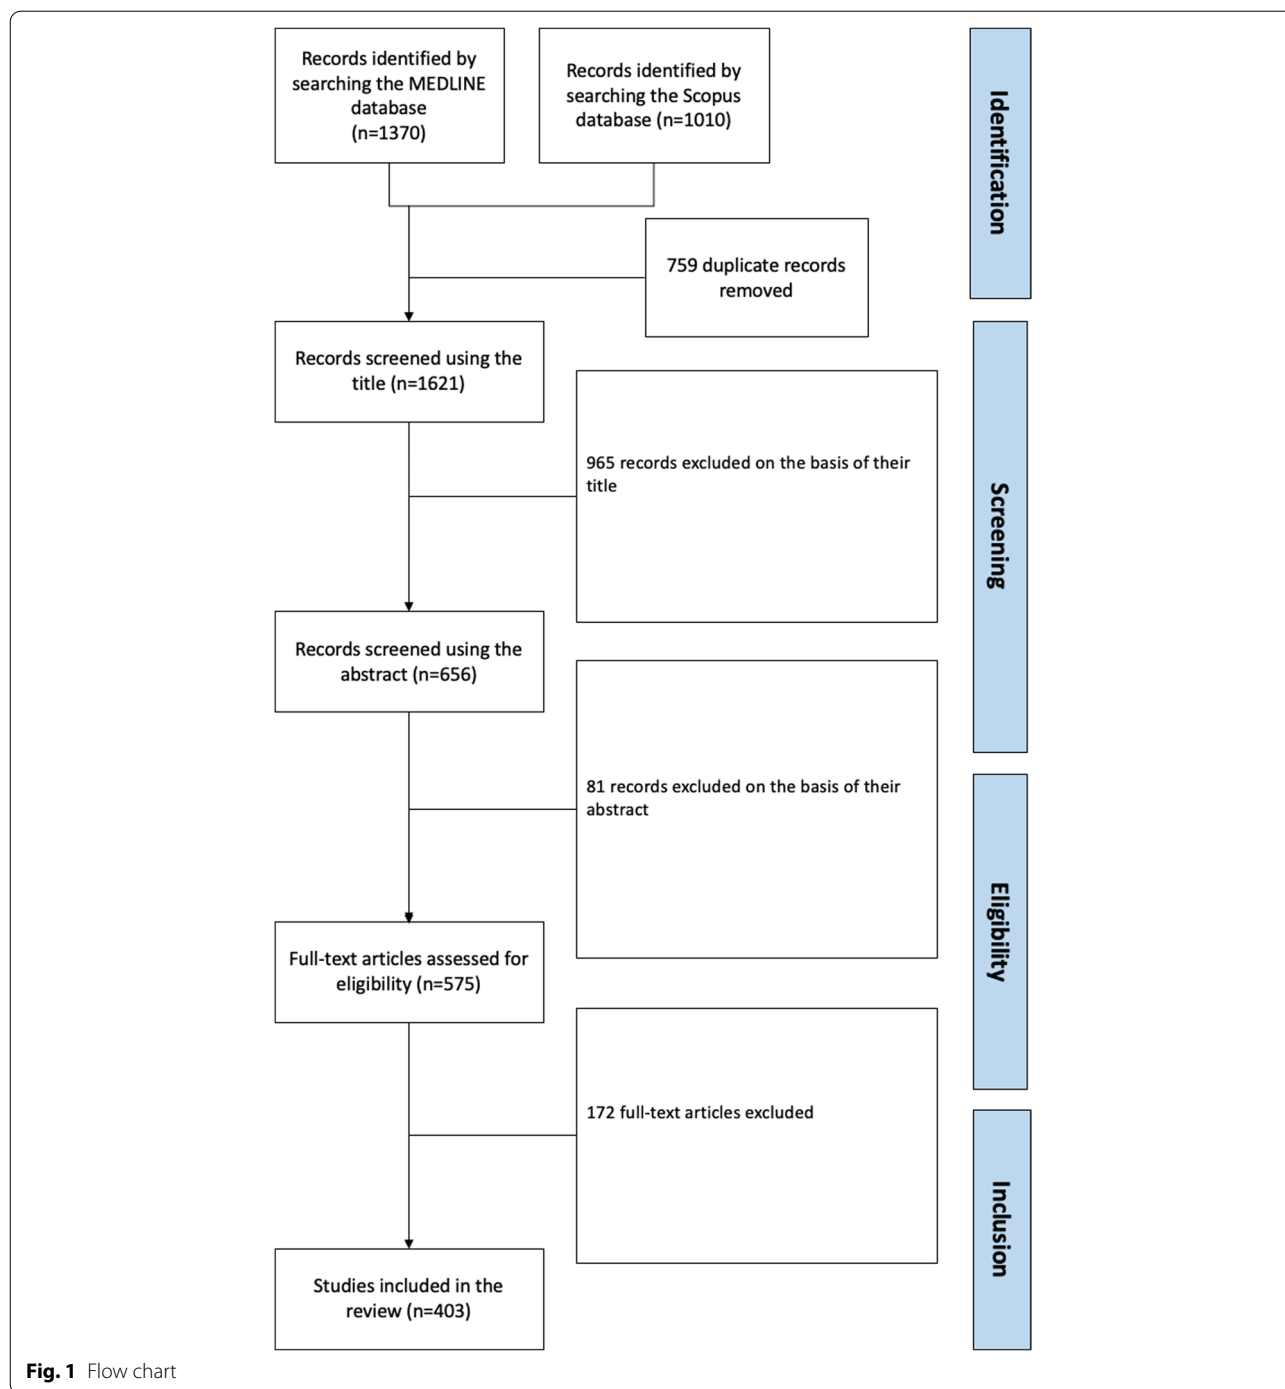 Records identified by
searching the MEDLINE
database
(n=1370)
Records identified by
searching the Scopus
database (n=1010)
Identification
759 duplicate records
removed
Records screened using the
title (n=1621)
965 records excluded on the basis of their
title
Screening
Records screened using the
abstract (n=656)
81 records excluded on the basis of their
abstract
Eligibility
Full-text articles assessed for
eligibility (n=575)
172 full-text articles excluded
Inclusion
Studies included in the
review (n=403)
Fig. 1 Flow chart